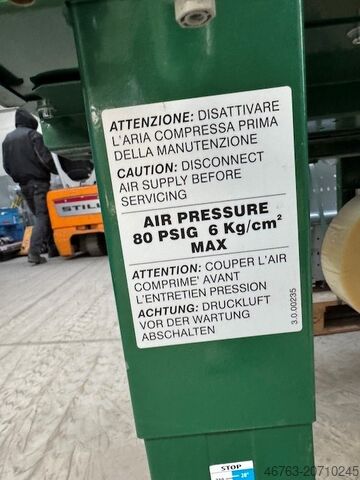 ATTENZIONE: DISATTIVARE
L'ARIA COMPRESSA PRIMA
DELLA MANUTENZIONE
CAUTION: DISCONNECT
AIR SUPPLY BEFORE
SERVICING
AIR PRESSURE
80 PSIG 6 Kg/cm²
MAX
ATTENTION: COUPER L'AIR
COMPRIME' AVANT
L'ENTRETIEN PRESSION
ACHTUNG: DRUCKLUFT
VOR DER WARTUNG
ABSCHALTEN
3.0.00235
STILL
STOP
46763-20710245